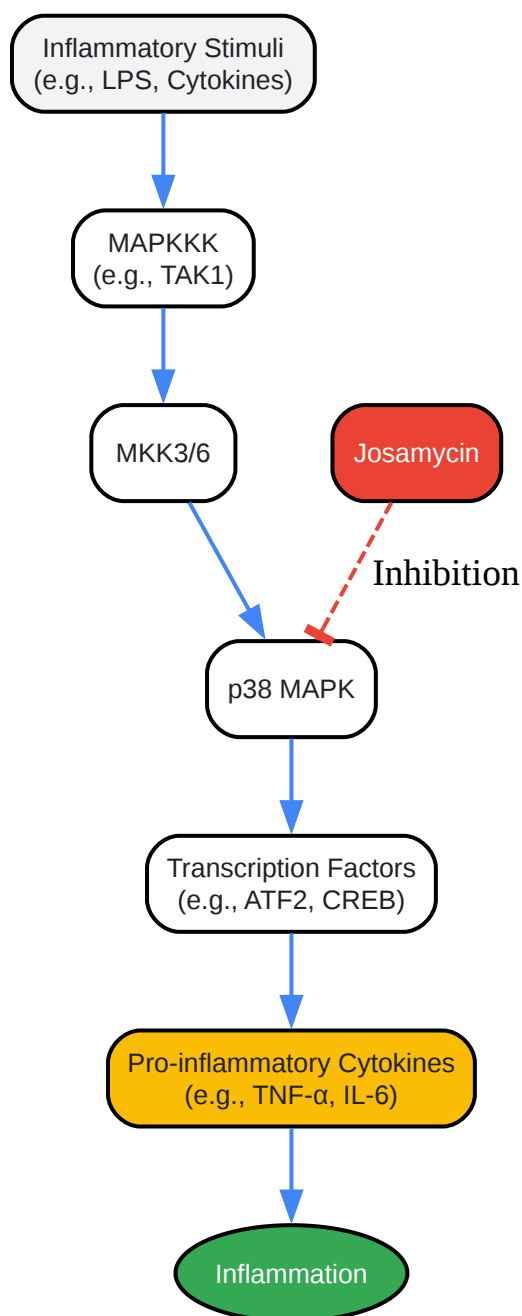 Inflammatory Stimuli
(e.g., LPS, Cytokines)
MAPKKK
(e.g., TAK1)
MKK3/6
Josamycin
Inhibition
p38 MAPK
Transcription Factors
(e.g., ATF2, CREB)
Pro-inflammatory Cytokines
(e.g., TNF-α, IL-6)
Inflammation